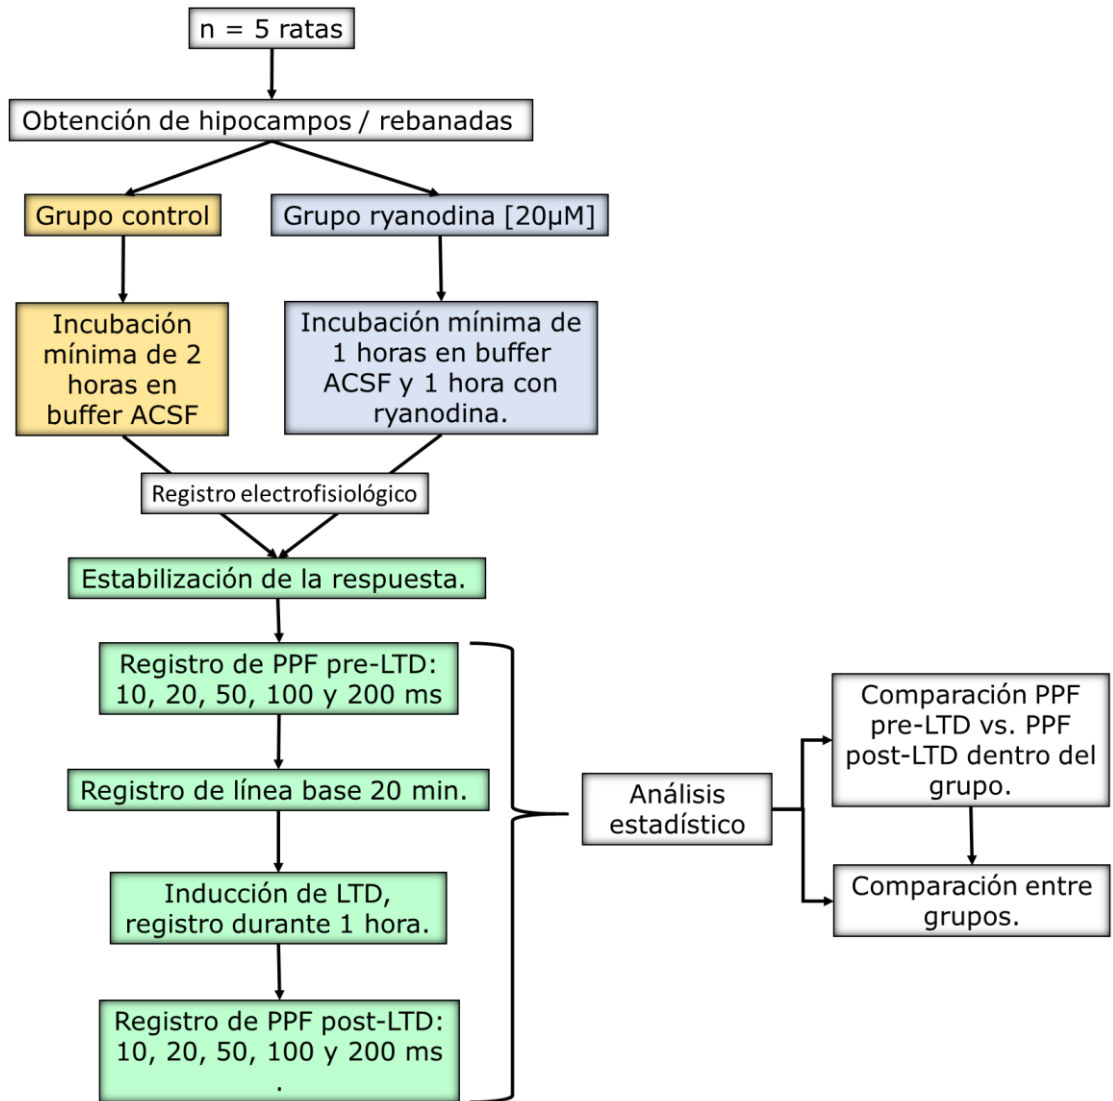 n = 5 ratas
Obtención de hipocampos / rebanadas
Grupo control
Grupo ryanodina [20µM]
Incubación
mínima de 2
horas en
buffer ACSF
Incubación mínima de
1 horas en buffer
ACSF y 1 hora con
ryanodina.
Registro electrofisiológico
Estabilización de la respuesta.
Registro de PPF pre-LTD:
10, 20, 50, 100 y 200 ms
Registro de línea base 20 min.
Inducción de LTD,
registro durante 1 hora.
Registro de PPF post-LTD:
10, 20, 50, 100 y 200 ms
.
Análisis
estadístico
Comparación PPF
pre-LTD vs. PPF
post-LTD dentro del
grupo.
Comparación entre
grupos.